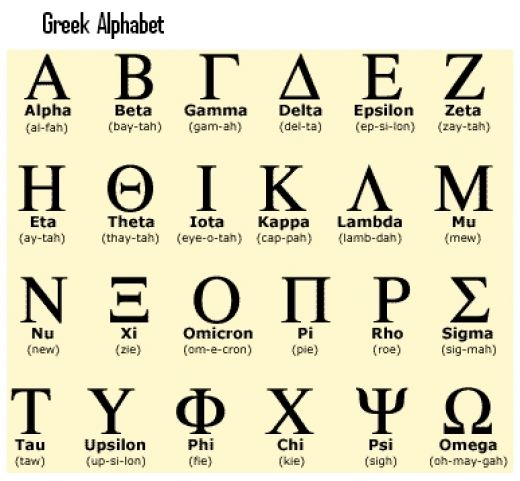 Greek Alphabet
Α Β Γ Δ Ε Ζ
Alpha Beta Gamma Delta Epsilon Zeta
(al-fah) (bay-tah) (gam-ah) (del-ta) (ep-si-lon) (zay-tah)
Η Θ Ι Κ Λ Μ
Eta Theta Iota Kappa Lambda Mu
(ay-tah) (thay-tah) (eye-o-tah) (cap-pah) (lamb-dah) (mew)
Ν Ξ Ο Π Ρ Σ
Nu Xi Omicron Pi Rho Sigma
(new) (zie) (om-e-cron) (pie) (roe) (sig-mah)
Τ Υ Φ Χ Ψ Ω
Tau Upsilon Phi Chi Psi Omega
(taw) (up-si-lon) (fie) (kie) (sigh) (oh-may-gah)